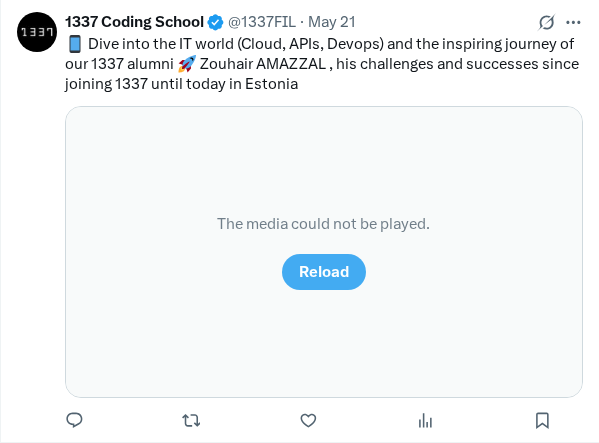 1337
1337 Coding School @1337FIL · May 21
📱 Dive into the IT world (Cloud, APIs, Devops) and the inspiring journey of
our 1337 alumni 🚀 Zouhair AMAZZAL , his challenges and successes since
joining 1337 until today in Estonia
The media could not be played.
Reload